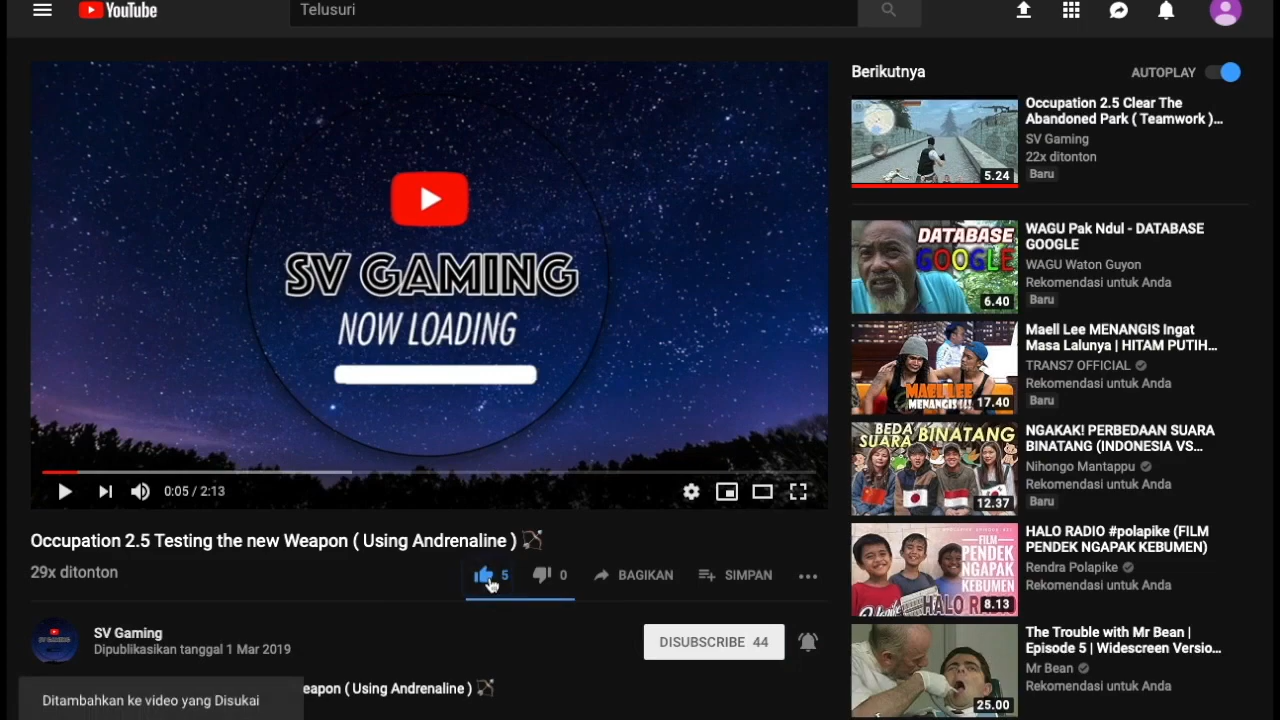 YouTube
Telusuri
SV GAMING
NOW LOADING
0:05 / 2:13
Occupation 2.5 Testing the new Weapon ( Using Andrenaline )
29x ditonton
5
0
BAGIKAN
SIMPAN
SV Gaming
Dipublikasikan tanggal 1 Mar 2019
DISUBSCRIBE 44
eapon ( Using Andrenaline )
Ditambahkan ke video yang Disukai
Berikutnya
AUTOPLAY
5.24
Occupation 2.5 Clear The
Abandoned Park ( Teamwork )...
SV Gaming
22x ditonton
Baru
DATABASE
GOOGLE
6.40
WAGU Pak Ndul - DATABASE
GOOGLE
WAGU Waton Guyon
Rekomendasi untuk Anda
Baru
MAEL LEE
MENANGIS!!!
17.40
Maell Lee MENANGIS Ingat
Masa Lalunya | HITAM PUTIH...
TRANS7 OFFICIAL
Rekomendasi untuk Anda
Baru
BEDA
SUARA BINATANG
12.37
NGAKAK! PERBEDAAN SUARA
BINATANG (INDONESIA VS...
Nihongo Mantappu
Rekomendasi untuk Anda
Baru
FILM
PENDEK
NGAPAK
KEBUMEN
HALO RADIO
8.13
HALO RADIO #polapike (FILM
PENDEK NGAPAK KEBUMEN)
Rendra Polapike
Rekomendasi untuk Anda
25.00
The Trouble with Mr Bean |
Episode 5 | Widescreen Versio...
Mr Bean
Rekomendasi untuk Anda